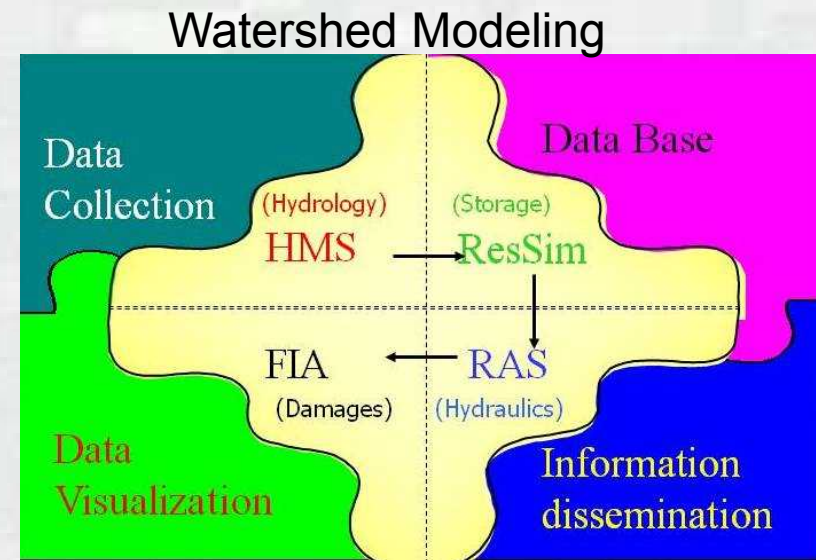 Watershed Modeling
Data
Collection
Data Base
(Hydrology)
HMS
(Storage)
ResSim
FIA
(Damages)
RAS
(Hydraulics)
Data
Visualization
Information
dissemination